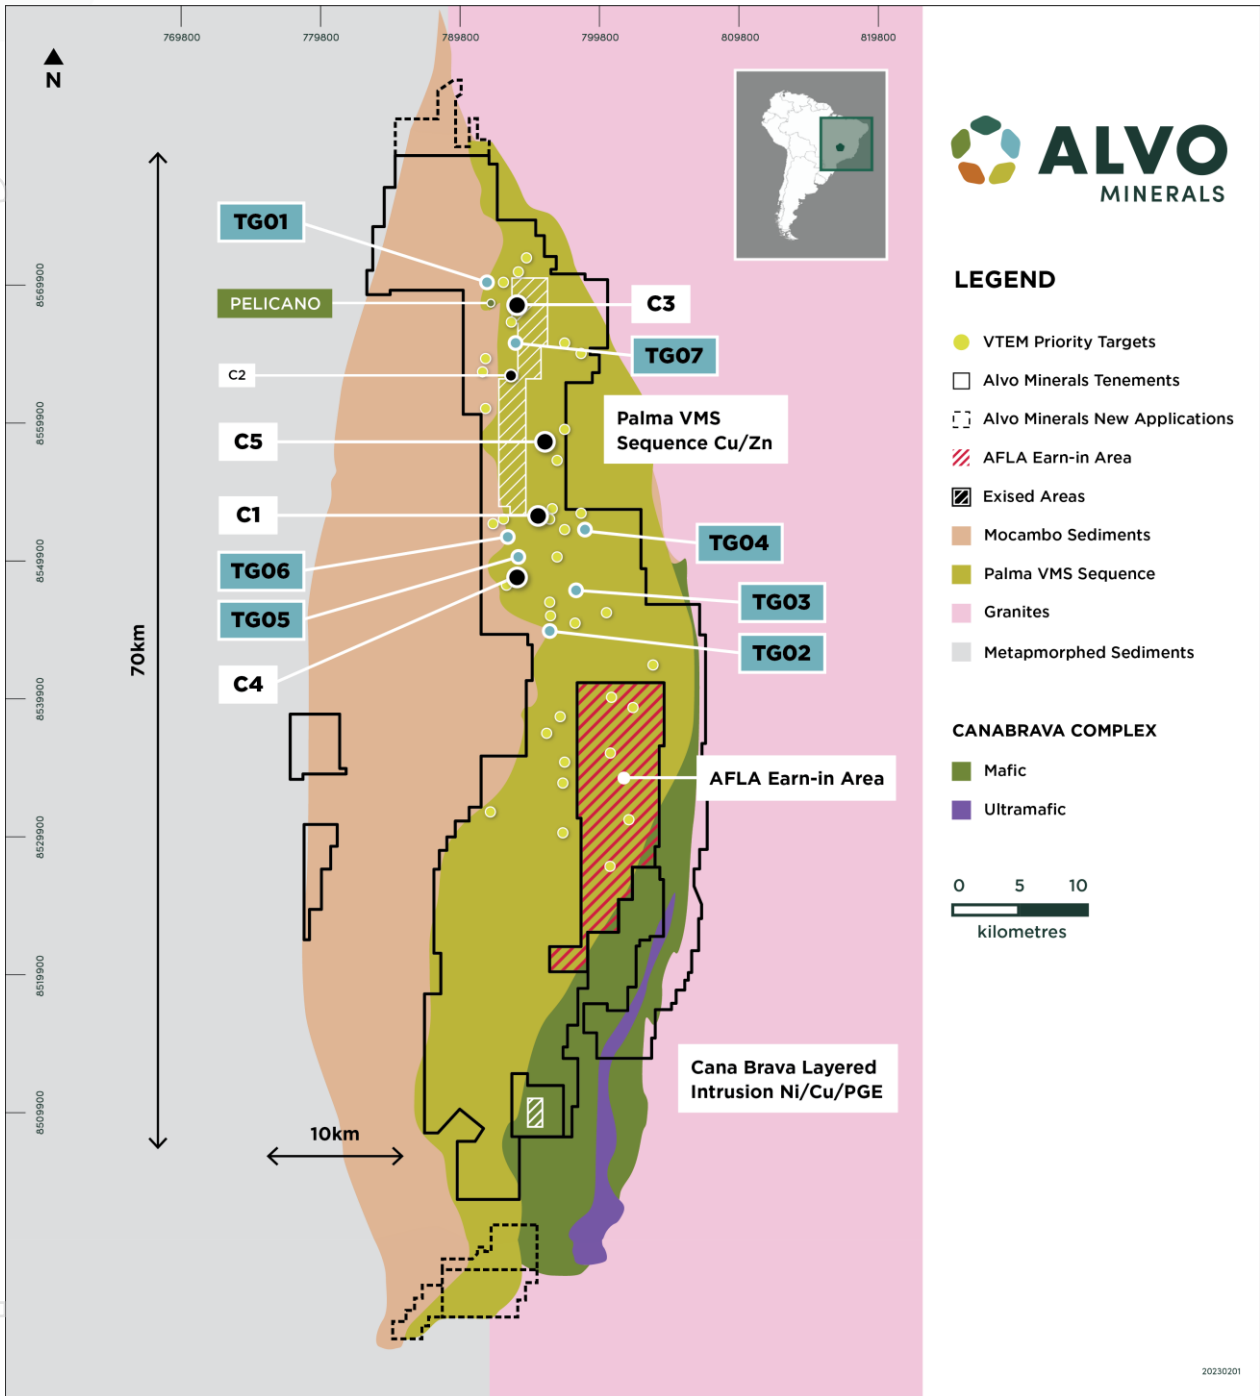 769800
779800
789800
799800
809800
819800
N
8569900
8559900
8549900
8539900
8529900
8519900
8509900
TG01
PELICANO
C2
C5
C1
TG06
TG05
C4
C3
TG07
Palma VMS
Sequence Cu/Zn
TG04
TG03
TG02
70km
AFLA Earn-in Area
Cana Brava Layered
Intrusion Ni/Cu/PGE
10km
ALVO
MINERALS
LEGEND
VTEM Priority Targets
Alvo Minerals Tenements
Alvo Minerals New Applications
AFLA Earn-in Area
Exised Areas
Mocambo Sediments
Palma VMS Sequence
Granites
Metapmorphed Sediments
CANABRAVA COMPLEX
Mafic
Ultramafic
0 5 10
kilometres
20230201